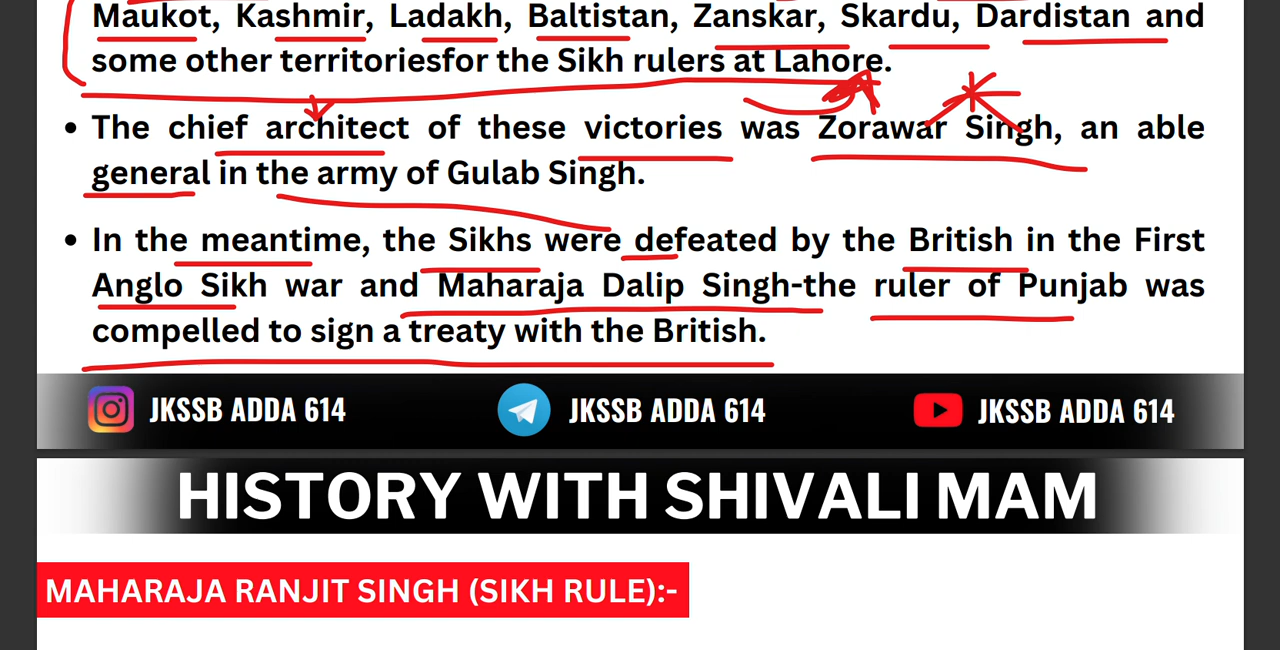 Maukot, Kashmir, Ladakh, Baltistan, Zanskar, Skardu, Dardistan and
some other territoriesfor the Sikh rulers at Lahore.
• The chief architect of these victories was Zorawar Singh, an able
general in the army of Gulab Singh.
• In the meantime, the Sikhs were defeated by the British in the First
Anglo Sikh war and Maharaja Dalip Singh-the ruler of Punjab was
compelled to sign a treaty with the British.
JKSSB ADDA 614 JKSSB ADDA 614 JKSSB ADDA 614
HISTORY WITH SHIVALI MAM
MAHARAJA RANJIT SINGH (SIKH RULE):-